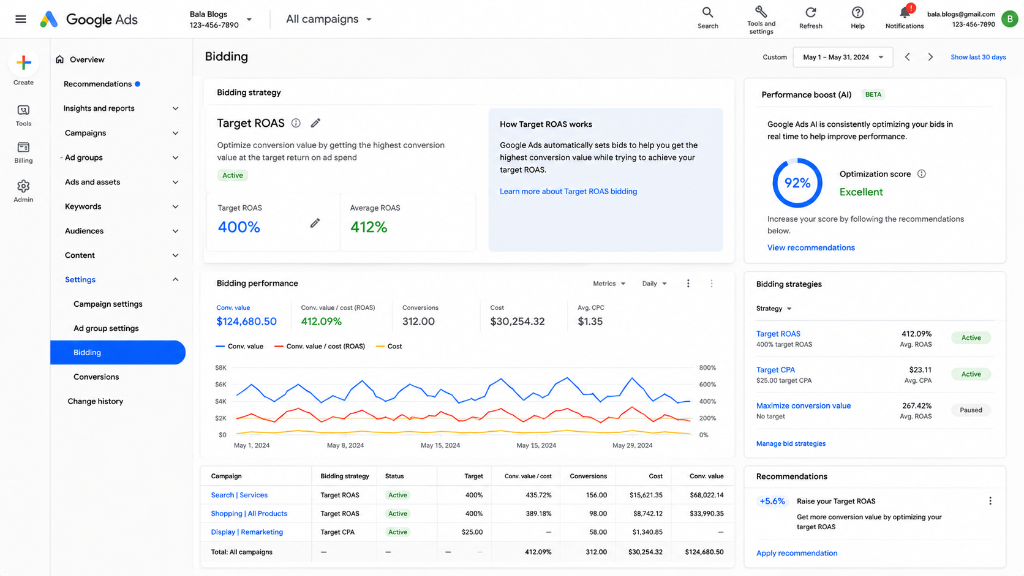 Google Ads
Bala Blogs
123-456-7890
All campaigns
Search
Tools and
settings
Refresh
Help
!
Notifications
bala.blogs@gmail.com
123-456-7890
B
Create
Tools
Billing
Admin
Overview
Recommendations
Insights and reports
Campaigns
Ad groups
Ads and assets
Keywords
Audiences
Content
Settings
Campaign settings
Ad group settings
Bidding
Conversions
Change history
Bidding
Custom
May 1 – May 31, 2024
Show last 30 days
Bidding strategy
Target ROAS
Optimize conversion value by getting the highest conversion
value at the target return on ad spend
Active
Target ROAS
400%
Average ROAS
412%
How Target ROAS works
Google Ads automatically sets bids to help you get the
highest conversion value while trying to achieve your
target ROAS.
Learn more about Target ROAS bidding
Performance boost (AI) BETA
Google Ads AI is consistently optimizing your bids in
real time to help improve performance.
92%
Optimization score
Excellent
Increase your score by following the recommendations
below.
View recommendations
Bidding performance
Metrics
Daily
Conv. value
$124,680.50
Conv. value / cost (ROAS)
412.09%
Conversions
312.00
Cost
$30,254.32
Avg. CPC
$1.35
Conv. value
Conv. value / cost (ROAS)
Cost
$8K
$6K
$4K
$2K
$0
800%
600%
400%
200%
0%
May 1, 2024
May 8, 2024
May 15, 2024
May 15, 2024
May 29, 2024
Bidding strategies
Strategy
Target ROAS
400% target ROAS
412.09%
Avg. ROAS
Active
Target CPA
$25.00 target CPA
$23.11
Avg. CPA
Active
Maximize conversion value
No target
267.42%
Avg. ROAS
Paused
Manage bid strategies
Campaign Bidding strategy Status Target Conv. value / cost Conversions Cost Conv. value
Search | Services Target ROAS Active 400% 435.72% 156.00 $15,621.35 $68,022.14
Shopping | All Products Target ROAS Active 400% 389.18% 98.00 $8,742.12 $33,990.35
Display | Remarketing Target CPA Active $25.00 — 58.00 $1,340.85 —
Total: All campaigns — — — — 412.09% 312.00 $30,254.32 $124,680.50
Recommendations
+5.6%
Raise your Target ROAS
Get more conversion value by optimizing your
target ROAS
Apply recommendation